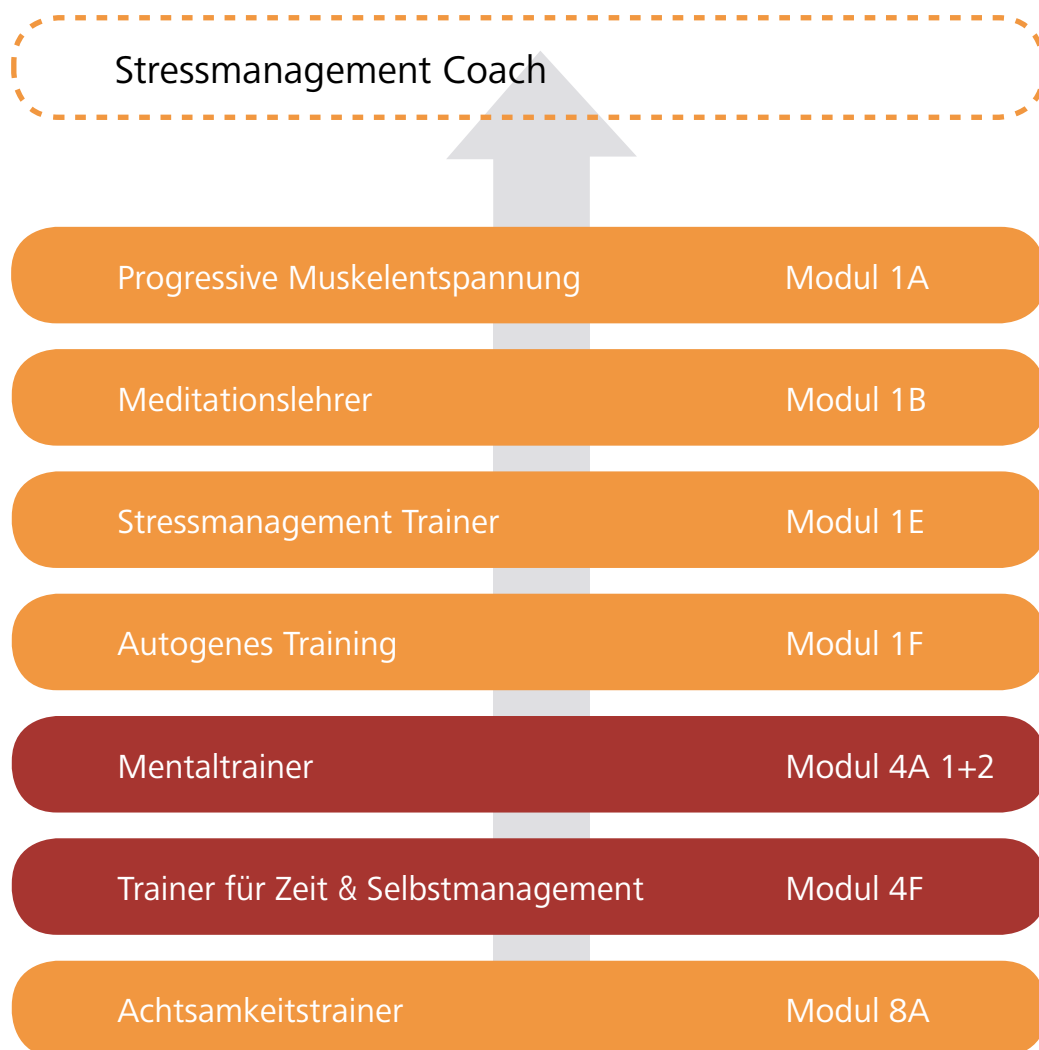 Stressmanagement Coach
Progressive Muskelentspannung Modul 1A
Meditationslehrer Modul 1B
Stressmanagement Trainer Modul 1E
Autogenes Training Modul 1F
Mentaltrainer Modul 4A 1+2
Trainer für Zeit & Selbstmanagement Modul 4F
Achtsamkeitstrainer Modul 8A